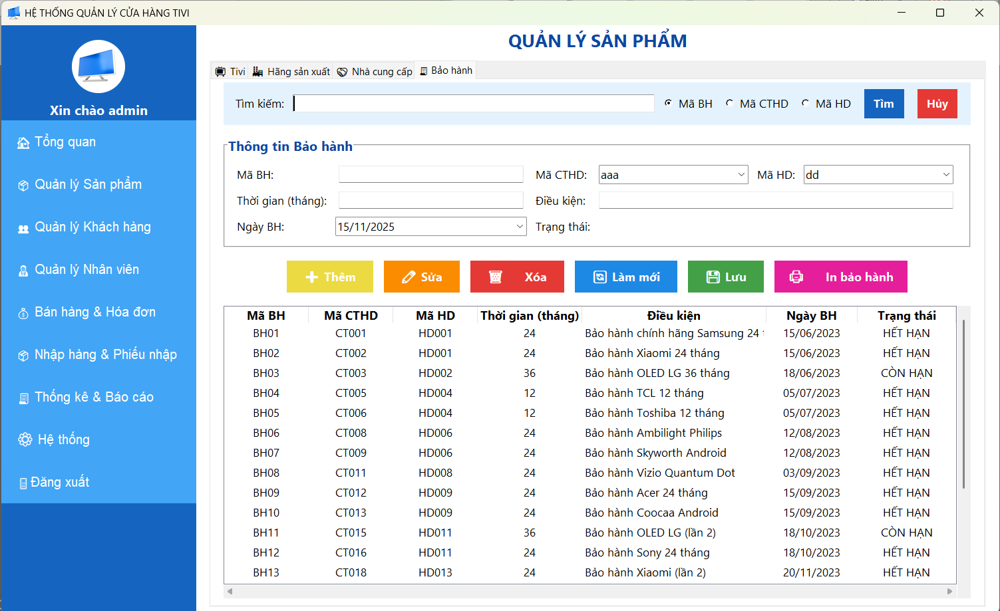 HỆ THỐNG QUẢN LÝ CỬA HÀNG TIVI
Xin chào admin
Tổng quan
Quản lý Sản phẩm
Quản lý Khách hàng
Quản lý Nhân viên
Bán hàng & Hóa đơn
Nhập hàng & Phiếu nhập
Thống kê & Báo cáo
Hệ thống
Đăng xuất
QUẢN LÝ SẢN PHẨM
Tivi Hãng sản xuất Nhà cung cấp Bảo hành
Tìm kiếm: Mã BH Mã CTHD Mã HD Tìm Hủy
Thông tin Bảo hành
Mã BH: Mã CTHD: aaa Mã HD: dd
Thời gian (tháng): Điều kiện:
Ngày BH: 15/11/2025 Trạng thái:
Thêm Sửa Xóa Làm mới Lưu In bảo hành
Mã BH Mã CTHD Mã HD Thời gian (tháng) Điều kiện Ngày BH Trạng thái
BH01 CT001 HD001 24 Bảo hành chính hãng Samsung 24 15/06/2023 HẾT HẠN
BH02 CT002 HD001 24 Bảo hành Xiaomi 24 tháng 15/06/2023 HẾT HẠN
BH03 CT003 HD002 36 Bảo hành OLED LG 36 tháng 18/06/2023 CÒN HẠN
BH04 CT005 HD004 12 Bảo hành TCL 12 tháng 05/07/2023 HẾT HẠN
BH05 CT006 HD004 12 Bảo hành Toshiba 12 tháng 05/07/2023 HẾT HẠN
BH06 CT008 HD006 24 Bảo hành Ambilight Philips 12/08/2023 HẾT HẠN
BH07 CT009 HD006 24 Bảo hành Skyworth Android 12/08/2023 HẾT HẠN
BH08 CT011 HD008 24 Bảo hành Vizio Quantum Dot 03/09/2023 HẾT HẠN
BH09 CT012 HD009 24 Bảo hành Acer 24 tháng 15/09/2023 HẾT HẠN
BH10 CT013 HD009 24 Bảo hành Coocaa Android 15/09/2023 HẾT HẠN
BH11 CT015 HD011 36 Bảo hành OLED LG (lần 2) 18/10/2023 CÒN HẠN
BH12 CT016 HD011 24 Bảo hành Sony 24 tháng 18/10/2023 HẾT HẠN
BH13 CT018 HD013 24 Bảo hành Xiaomi (lần 2) 20/11/2023 HẾT HẠN